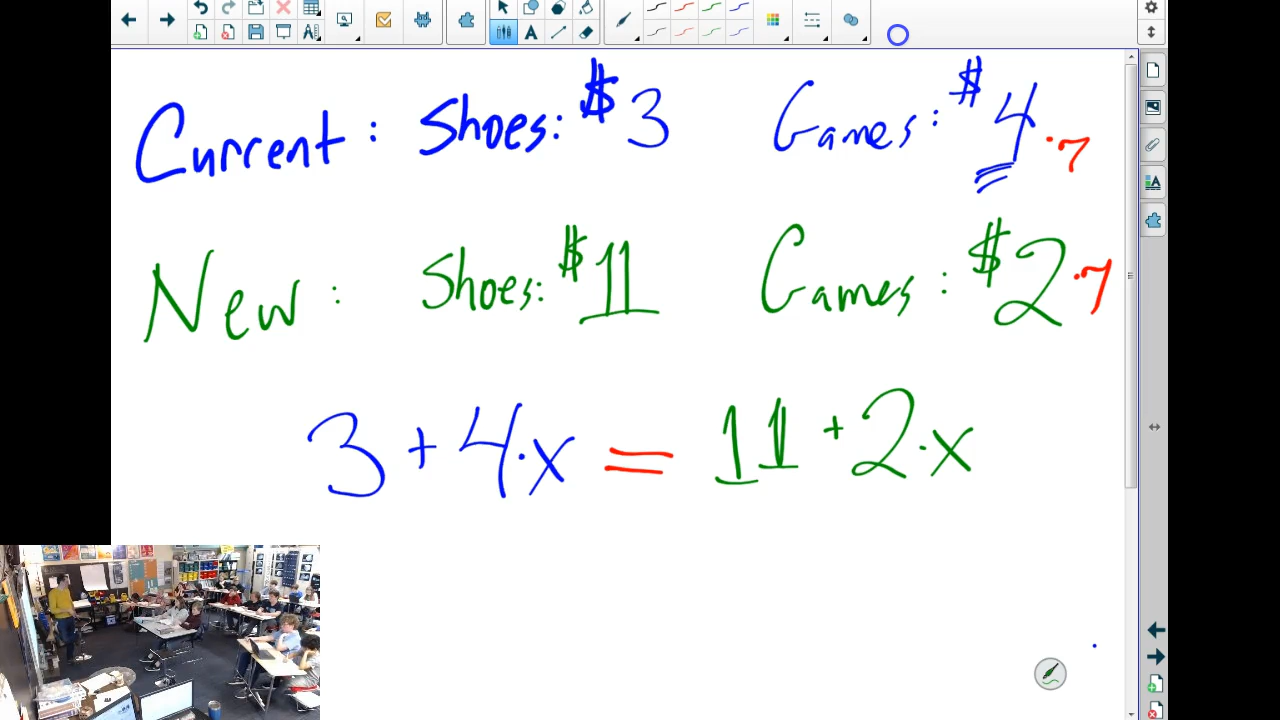 Current: Shoes: $3 Games: $4 ·7
New: Shoes: $11 Games: $2·7
3 + 4·x = 11 + 2·x